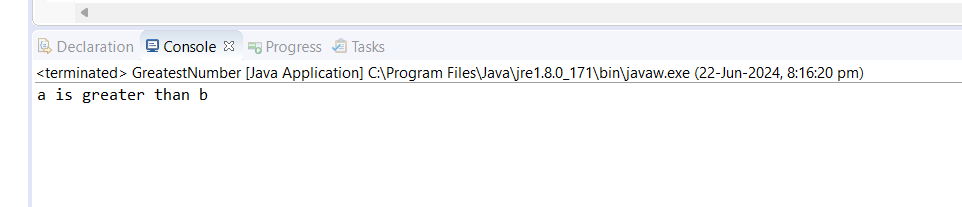 Declaration Console Progress Tasks
<terminated> GreatestNumber [Java Application] C:\Program Files\Java\jre1.8.0_171\bin\javaw.exe (22-Jun-2024, 8:16:20 pm)
a is greater than b